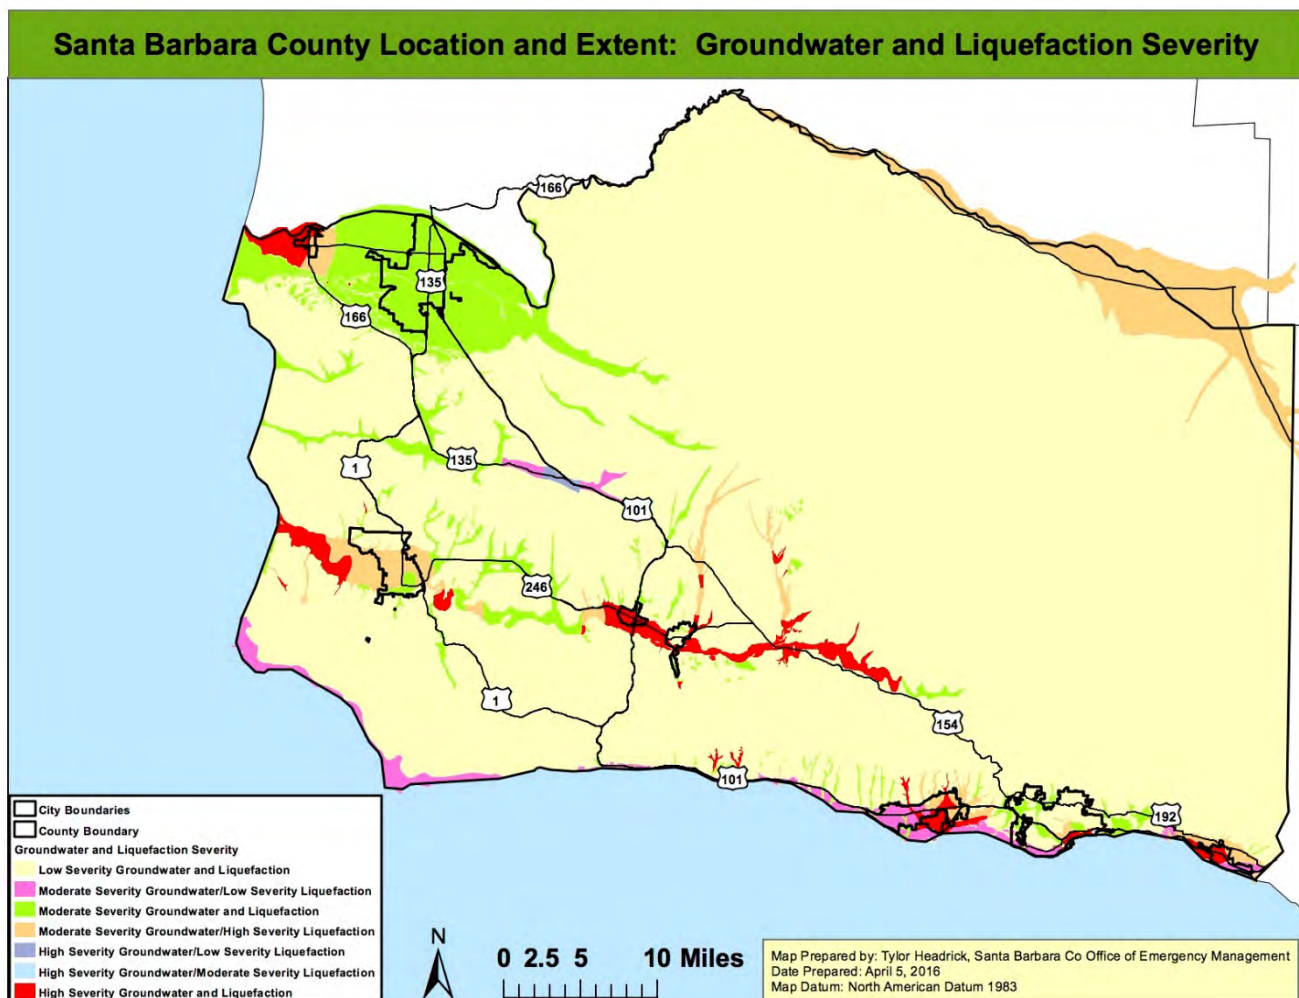 Santa Barbara County Location and Extent: Groundwater and Liquefaction Severity
166
135
166
1
135
101
246
1
154
101
192
City Boundaries
County Boundary
Groundwater and Liquefaction Severity
Low Severity Groundwater and Liquefaction
Moderate Severity Groundwater/Low Severity Liquefaction
Moderate Severity Groundwater and Liquefaction
Moderate Severity Groundwater/High Severity Liquefaction
High Severity Groundwater/Low Severity Liquefaction
High Severity Groundwater/Moderate Severity Liquefaction
High Severity Groundwater and Liquefaction
N
0 2.5 5 10 Miles
Map Prepared by: Tylor Headrick, Santa Barbara Co Office of Emergency Management
Date Prepared: April 5, 2016
Map Datum: North American Datum 1983